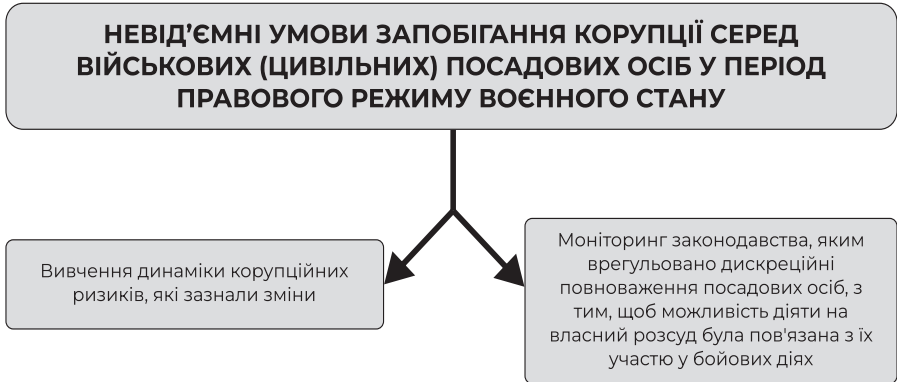 НЕВІД’ЄМНІ УМОВИ ЗАПОБІГАННЯ КОРУПЦІЇ СЕРЕД
ВІЙСЬКОВИХ (ЦИВІЛЬНИХ) ПОСАДОВИХ ОСІБ У ПЕРІОД
ПРАВОВОГО РЕЖИМУ ВОЄННОГО СТАНУ
Вивчення динаміки корупційних
ризиків, які зазнали зміни
Моніторинг законодавства, яким
врегульовано дискреційні
повноваження посадових осіб, з
тим, щоб можливість діяти на
власний розсуд була пов'язана з їх
участю у бойових діях